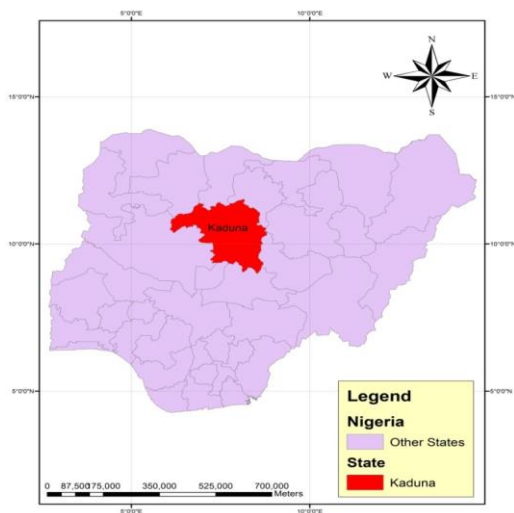 5°0'0"E 10°0'0"E
N
W E
S
15°0'0"N 15°0'0"N
Kaduna
10°0'0"N 10°0'0"N
5°0'0"N 5°0'0"N
Legend
Nigeria
Other States
State
Kaduna
0 87,500 175,000 350,000 525,000 700,000
Meters
5°0'0"E 10°0'0"E